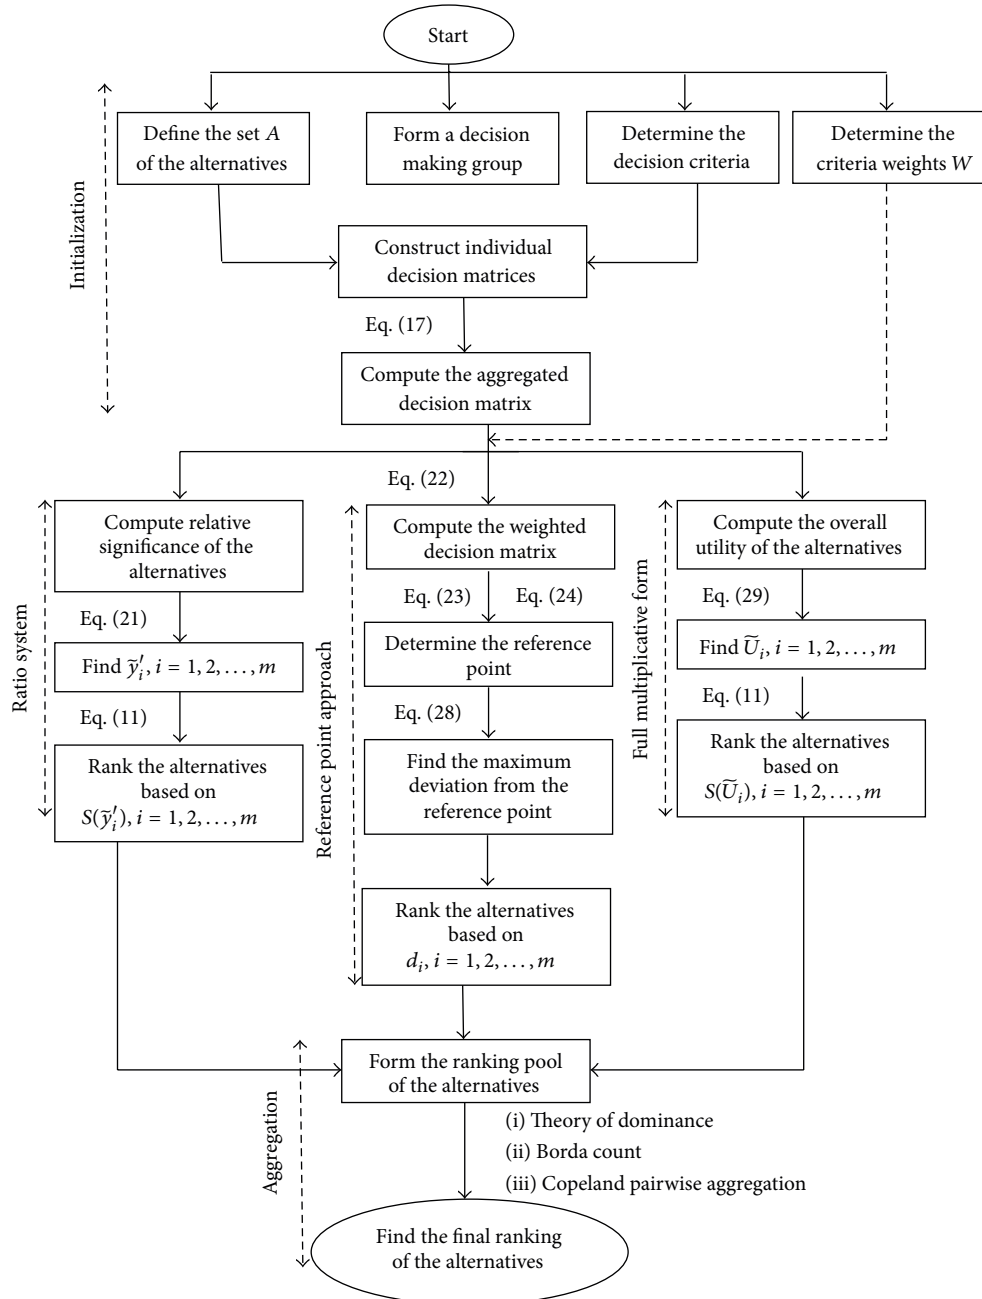 Start
Define the set A
of the alternatives
Form a decision
making group
Determine the
decision criteria
Determine the
criteria weights W
Initialization
Construct individual
decision matrices
Eq. (17)
Compute the aggregated
decision matrix
Eq. (22)
Ratio system
Compute relative
significance of the
alternatives
Eq. (21)
Find ỹ′ᵢ, i = 1, 2, . . . , m
Eq. (11)
Rank the alternatives
based on
S(ỹ′ᵢ), i = 1, 2, . . . , m
Reference point approach
Compute the weighted
decision matrix
Eq. (23)
Eq. (24)
Determine the reference
point
Eq. (28)
Find the maximum
deviation from the
reference point
Rank the alternatives
based on
dᵢ, i = 1, 2, . . . , m
Full multiplicative form
Compute the overall
utility of the alternatives
Eq. (29)
Find Ũᵢ, i = 1, 2, . . . , m
Eq. (11)
Rank the alternatives
based on
S(Ũᵢ), i = 1, 2, . . . , m
Aggregation
Form the ranking pool
of the alternatives
(i) Theory of dominance
(ii) Borda count
(iii) Copeland pairwise aggregation
Find the final ranking
of the alternatives